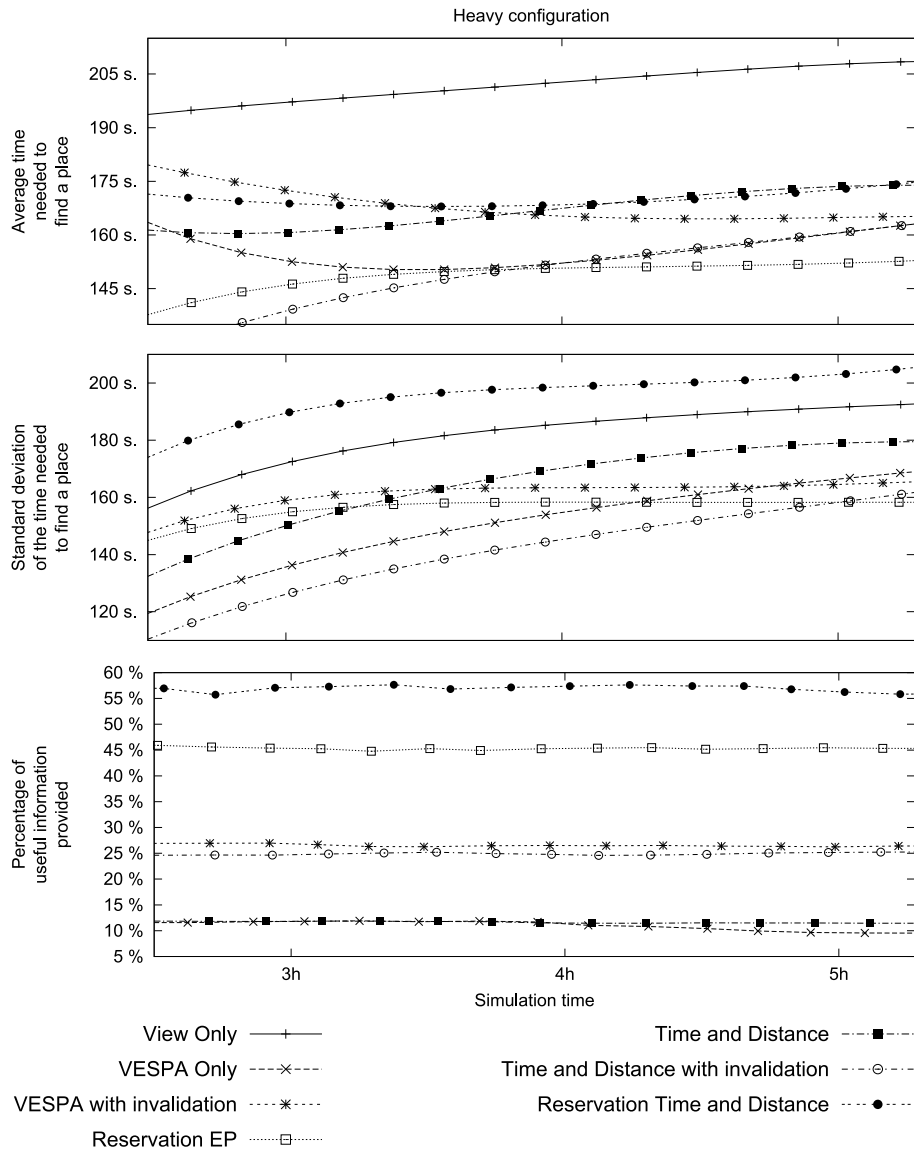 Heavy configuration
Average time
needed to
find a place
205 s.
190 s.
175 s.
160 s.
145 s.
Standard deviation
of the time needed
to find a place
200 s.
180 s.
160 s.
140 s.
120 s.
Percentage of
useful information
provided
60 %
55 %
50 %
45 %
40 %
35 %
30 %
25 %
20 %
15 %
10 %
5 %
3h
4h
5h
Simulation time
View Only
VESPA Only
VESPA with invalidation
Reservation EP
Time and Distance
Time and Distance with invalidation
Reservation Time and Distance